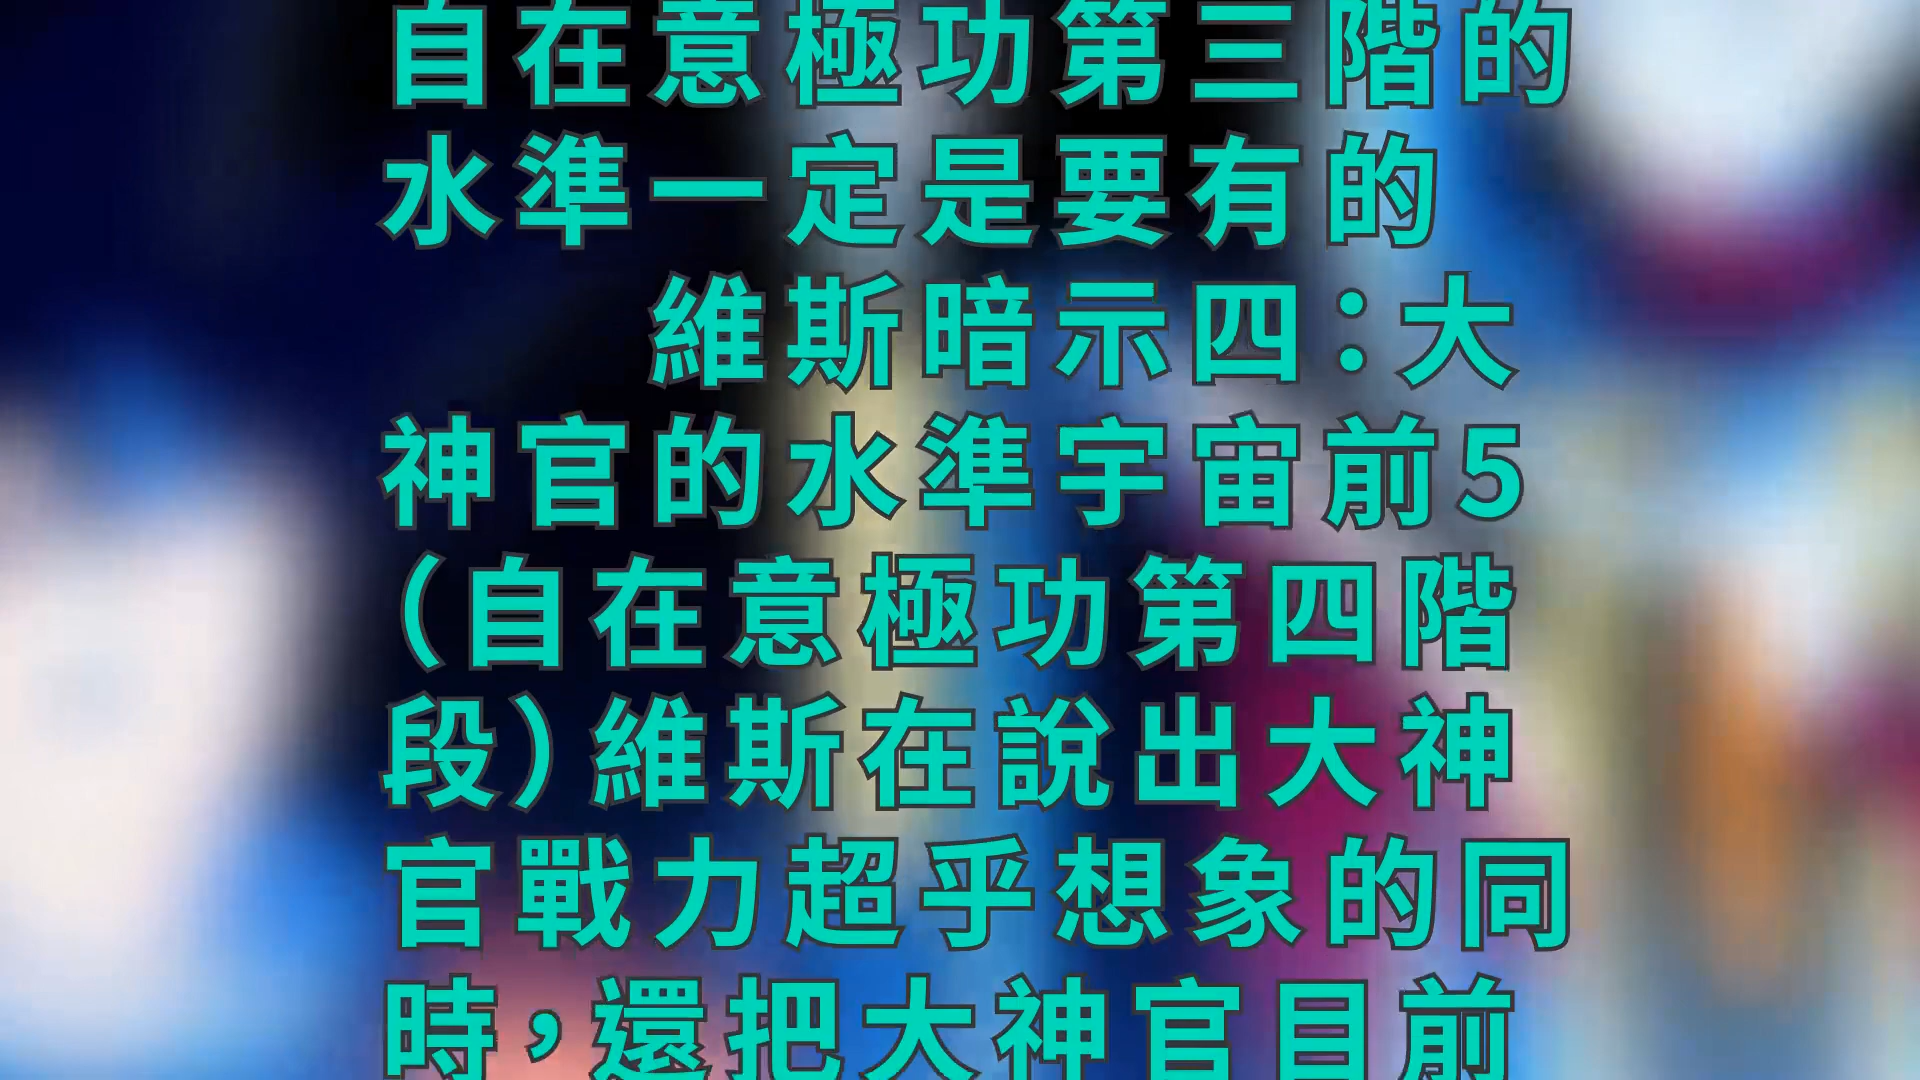 自在意極功第三階的
水準一定是要有的
維斯暗示四：大
神官的水準宇宙前5
（自在意極功第四階
段）維斯在說出大神
官戰力超乎想象的同
時，還把大神官目前